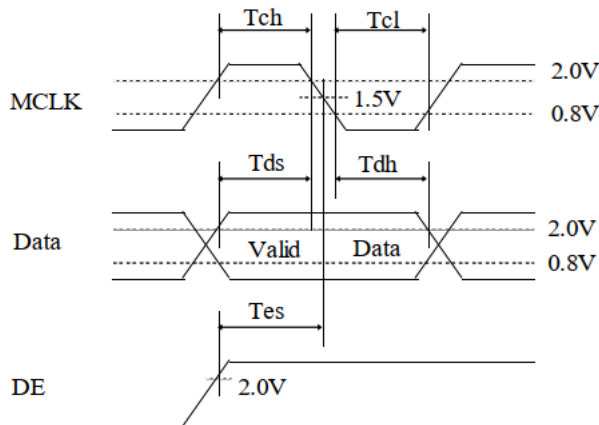 Tch Tcl
2.0V
MCLK 1.5V
0.8V
Tds Tdh
Data 2.0V
Valid Data
0.8V
Tes
DE 2.0V